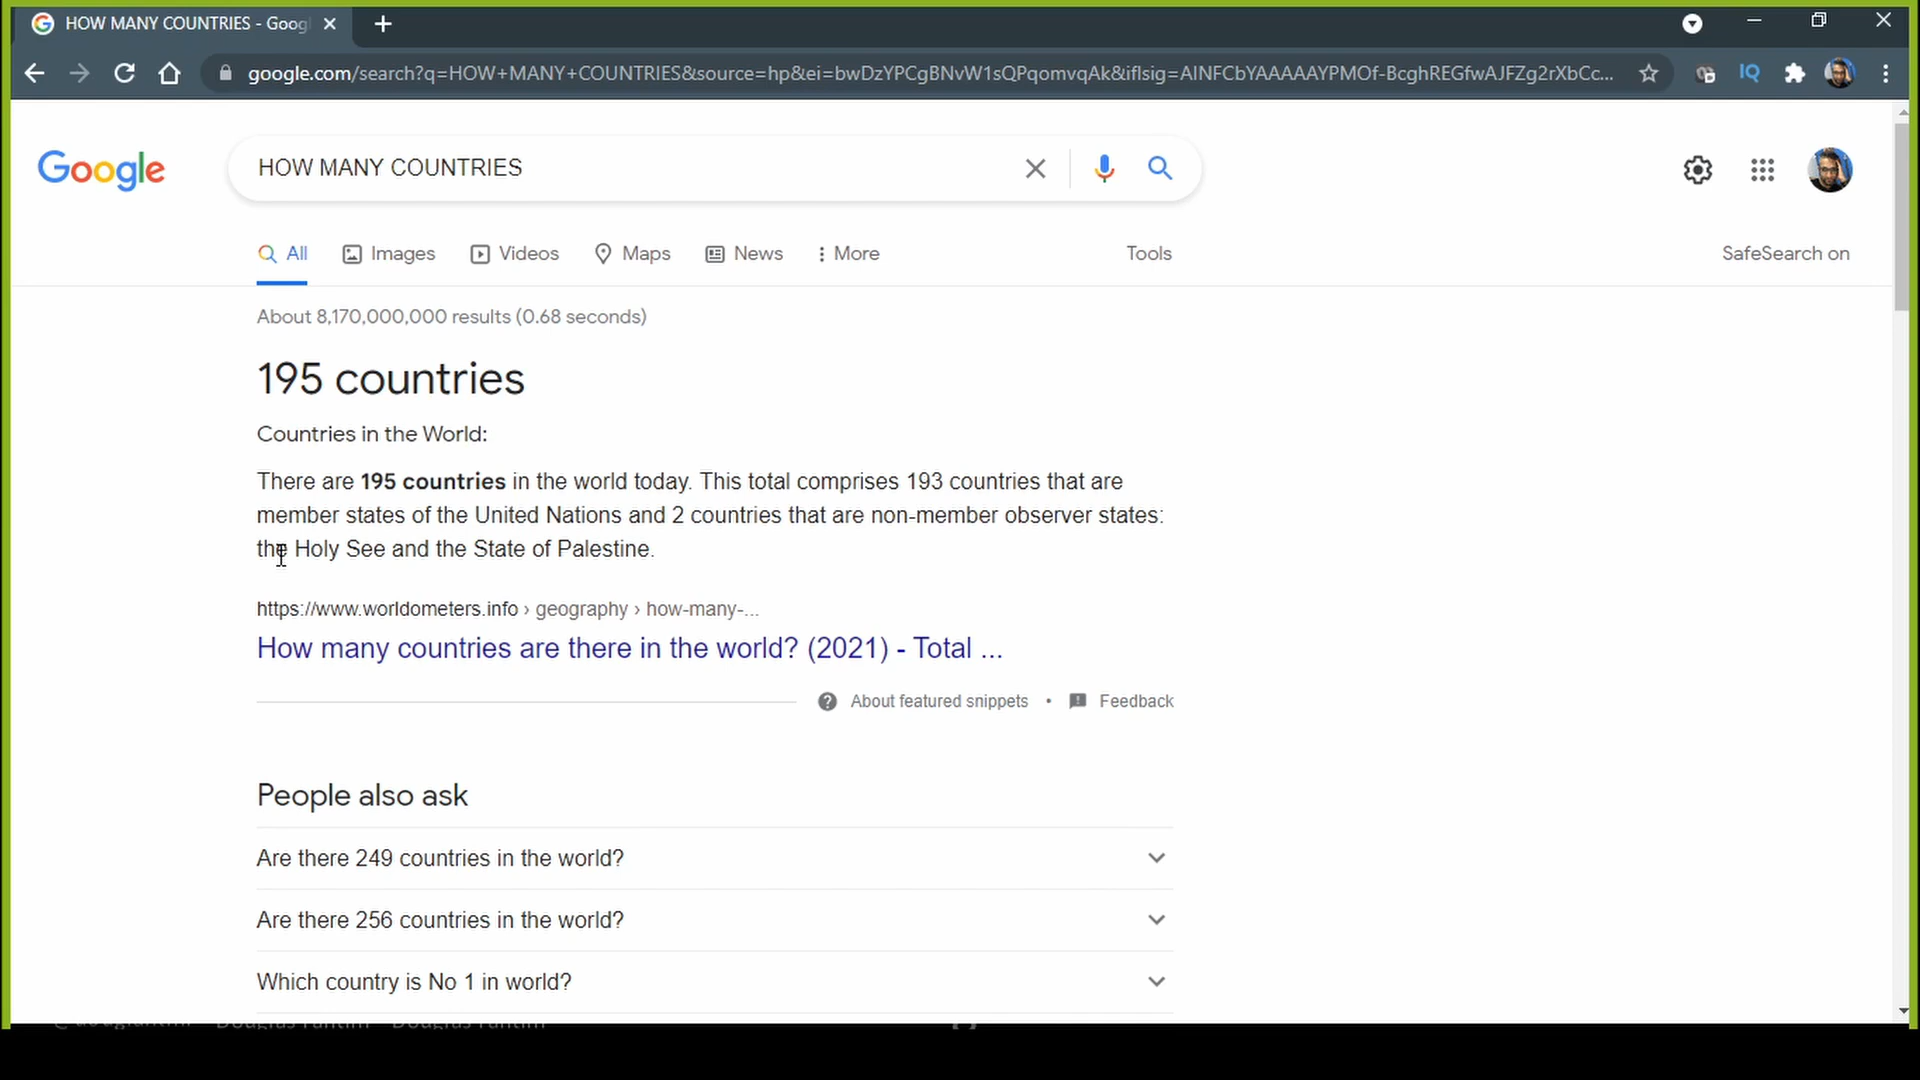 HOW MANY COUNTRIES - Goog
google.com/search?q=HOW+MANY+COUNTRIES&source=hp&ei=bwDzYPCgBNvW1sQPqomvqAk&iflsig=AINFCbYAAAAAYPMOf-BcghREGfwAJFZg2rXbCc...
IQ
Google
HOW MANY COUNTRIES
All Images Videos Maps News More Tools SafeSearch on
About 8,170,000,000 results (0.68 seconds)
195 countries
Countries in the World:
There are 195 countries in the world today. This total comprises 193 countries that are
member states of the United Nations and 2 countries that are non-member observer states:
the Holy See and the State of Palestine.
https://www.worldometers.info › geography › how-many-...
How many countries are there in the world? (2021) - Total ...
About featured snippets • Feedback
People also ask
Are there 249 countries in the world?
Are there 256 countries in the world?
Which country is No 1 in world?